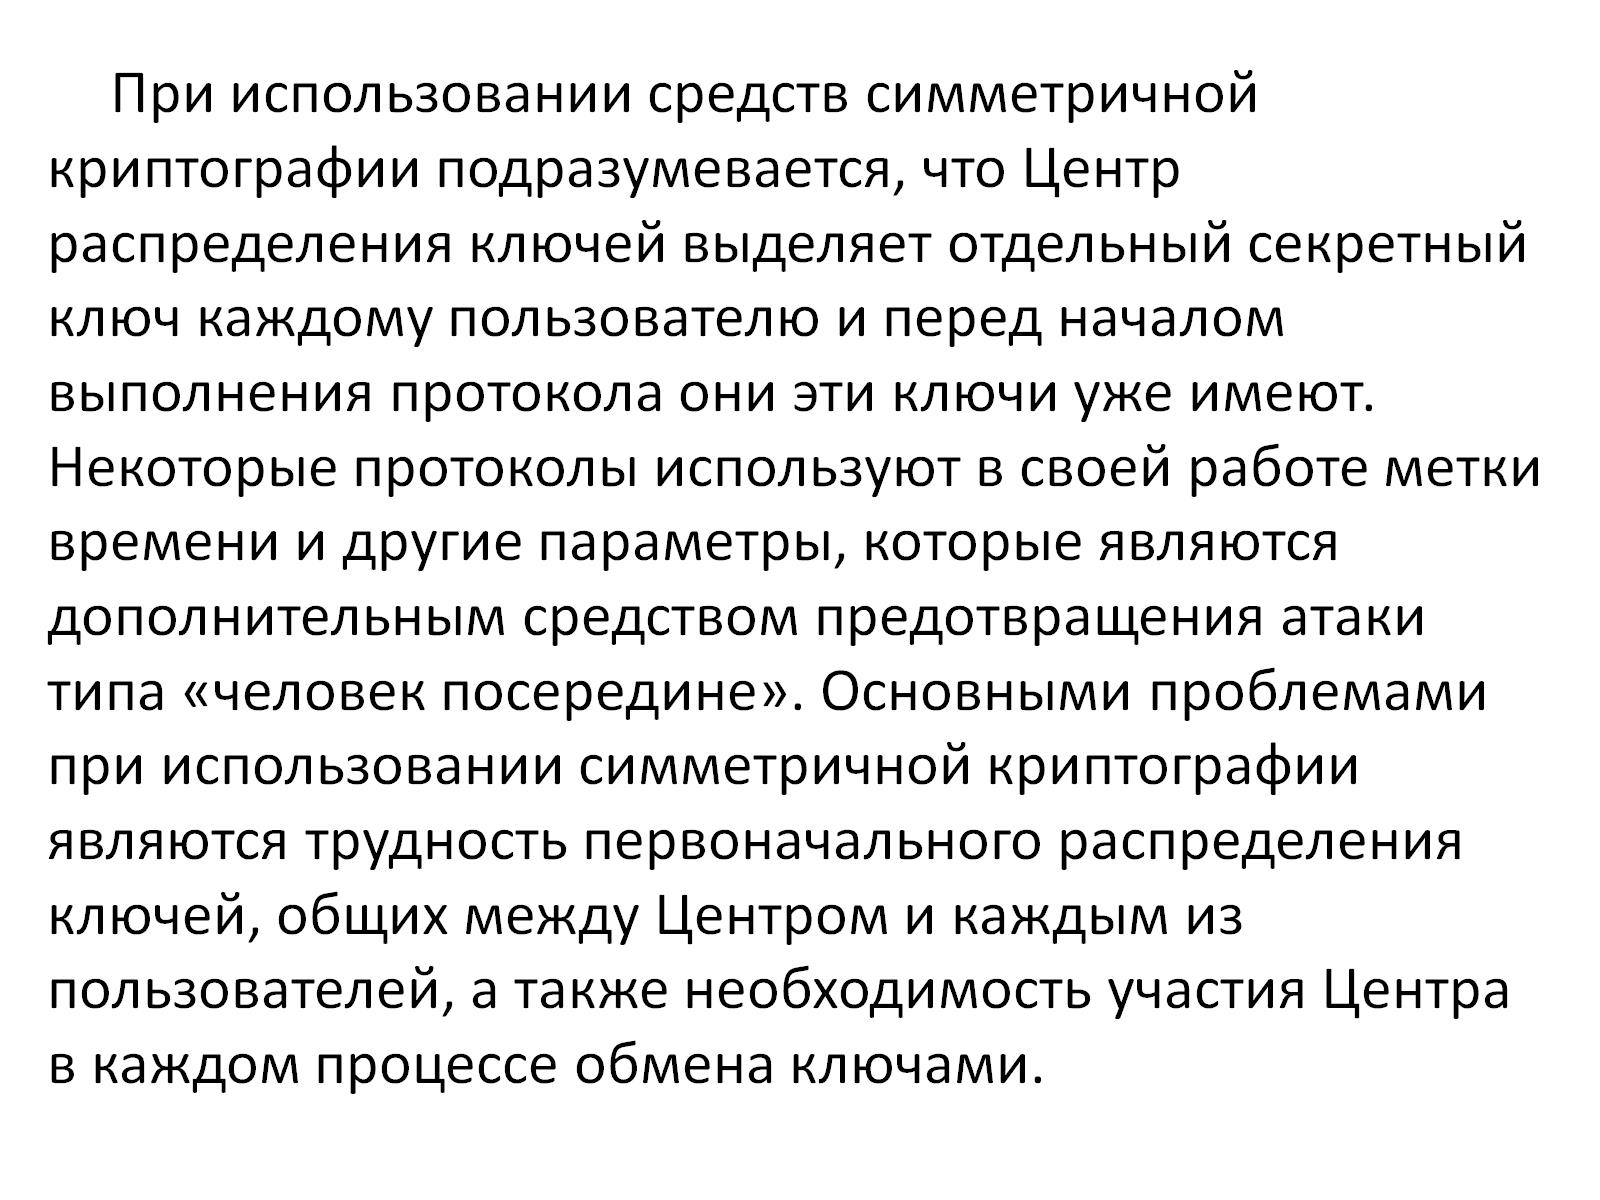 При использовании средств симметричной
криптографии подразумевается, что Центр
распределения ключей выделяет отдельный секретный
ключ каждому пользователю и перед началом
выполнения протокола они эти ключи уже имеют.
Некоторые протоколы используют в своей работе метки
времени и другие параметры, которые являются
дополнительным средством предотвращения атаки
типа «человек посередине». Основными проблемами
при использовании симметричной криптографии
являются трудность первоначального распределения
ключей, общих между Центром и каждым из
пользователей, а также необходимость участия Центра
в каждом процессе обмена ключами.